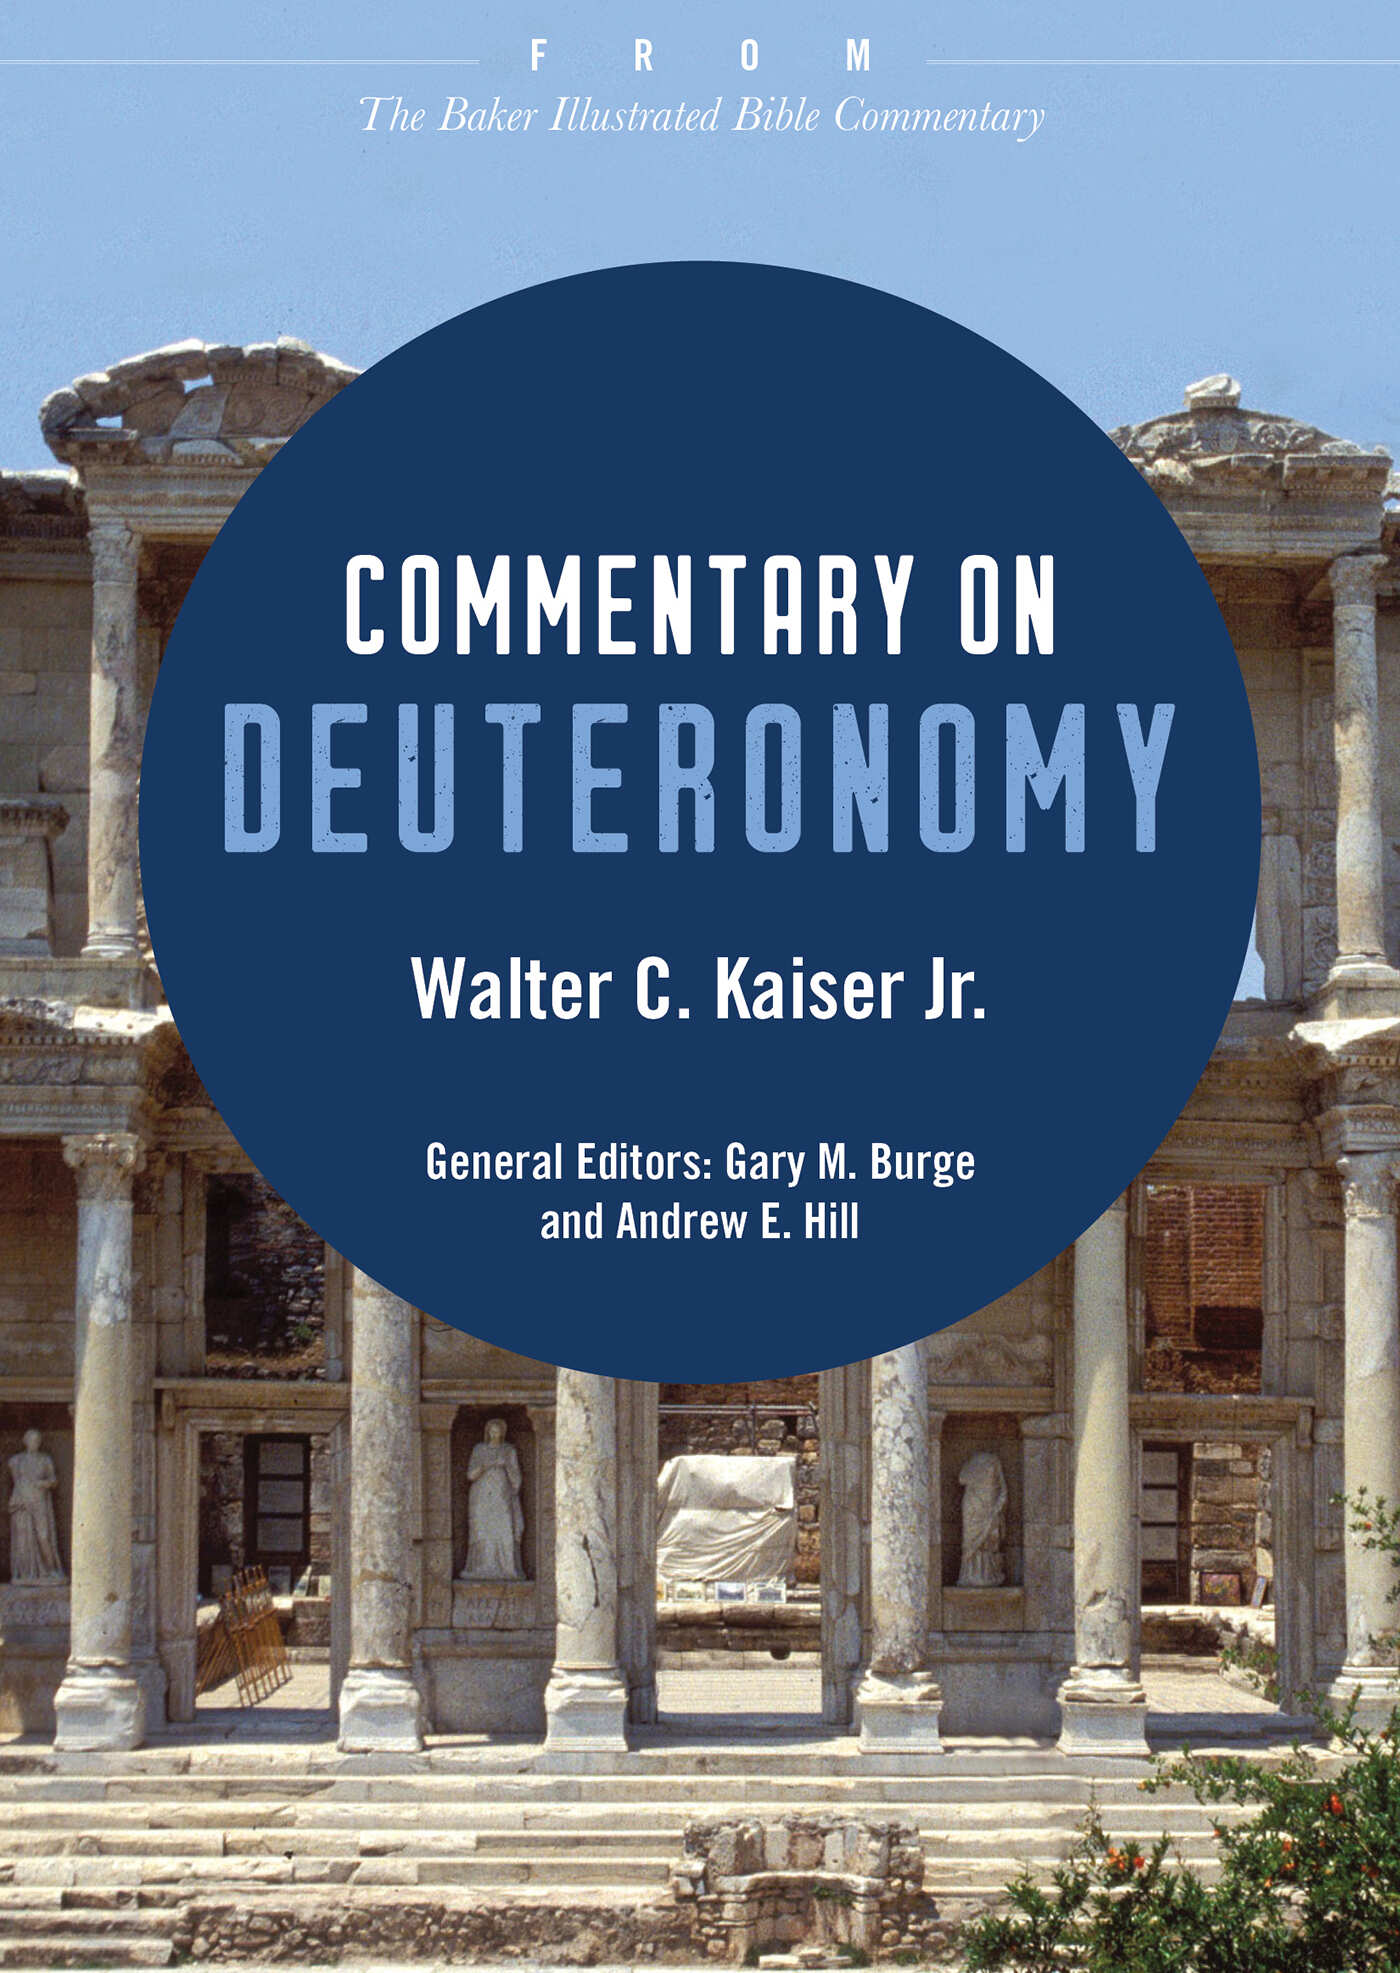 FROM
The Baker Illustrated Bible Commentary
COMMENTARY ON
DEUTERONOMY
Walter C. Kaiser Jr.
General Editors: Gary M. Burge
and Andrew E. Hill